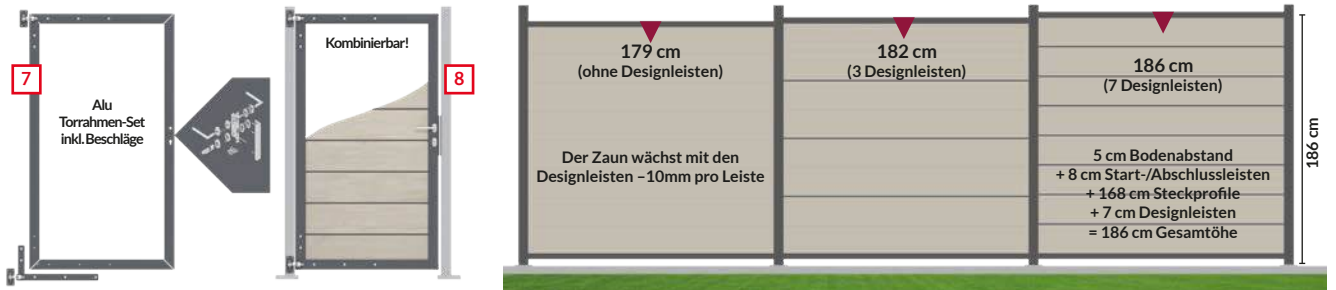 7
Alu
Torrahmen-Set
inkl. Beschläge
Kombinierbar!
8
179 cm
(ohne Designleisten)
Der Zaun wächst mit den
Designleisten –10mm pro Leiste
182 cm
(3 Designleisten)
186 cm
(7 Designleisten)
5 cm Bodenabstand
+ 8 cm Start-/Abschlussleisten
+ 168 cm Steckprofile
+ 7 cm Designleisten
= 186 cm Gesamtöhe
186 cm